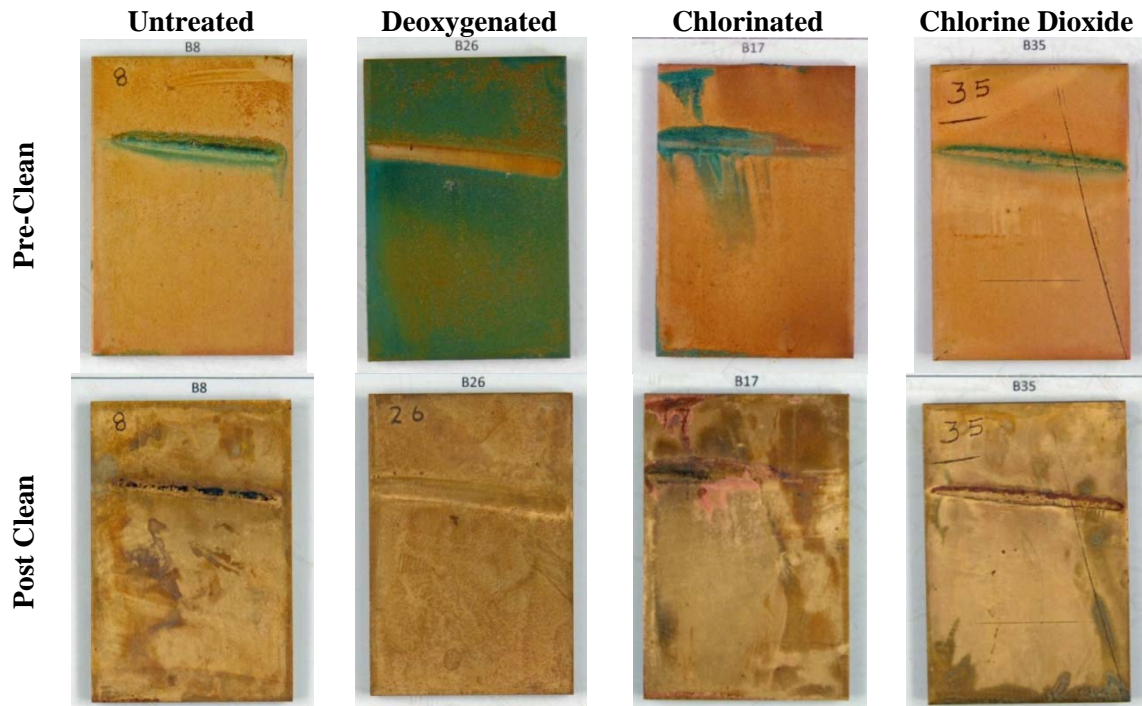 Untreated Deoxygenated Chlorinated Chlorine Dioxide
B8 B26 B17 B35
Pre-Clean
8
35
B8 B26 B17 B35
Post Clean
8
26
35